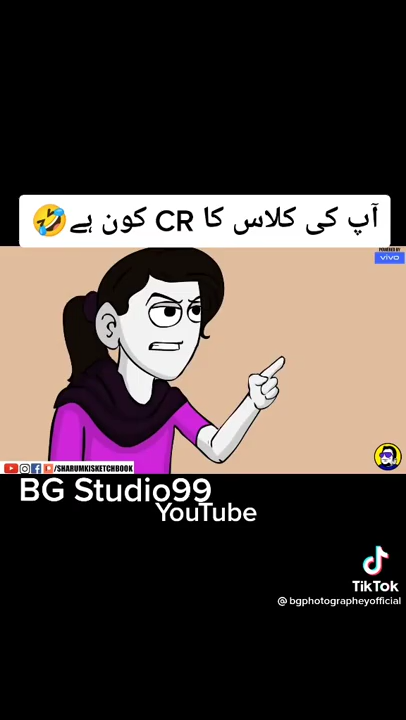 آپ کی کلاس کا CR کون ہے🤣
POWERED BY
vivo
/SHARUMKISKETCHBOOK
BG Studio99
YouTube
TikTok
@bgphotographeyofficial